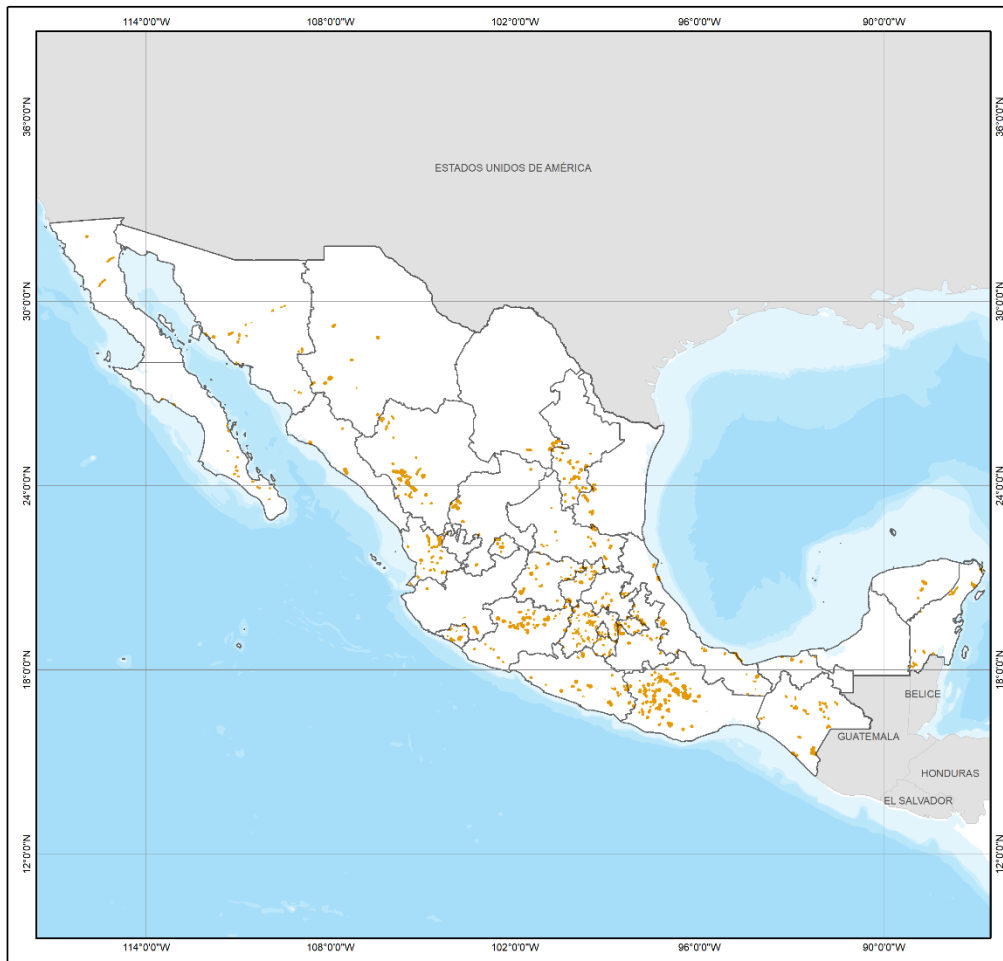 114°0'0"W 108°0'0"W 102°0'0"W 96°0'0"W 90°0'0"W
36°0'0"N 36°0'0"N
ESTADOS UNIDOS DE AMÉRICA
30°0'0"N 30°0'0"N
24°0'0"N 24°0'0"N
18°0'0"N 18°0'0"N
BELICE
GUATEMALA
HONDURAS
EL SALVADOR
12°0'0"N 12°0'0"N
114°0'0"W 108°0'0"W 102°0'0"W 96°0'0"W 90°0'0"W